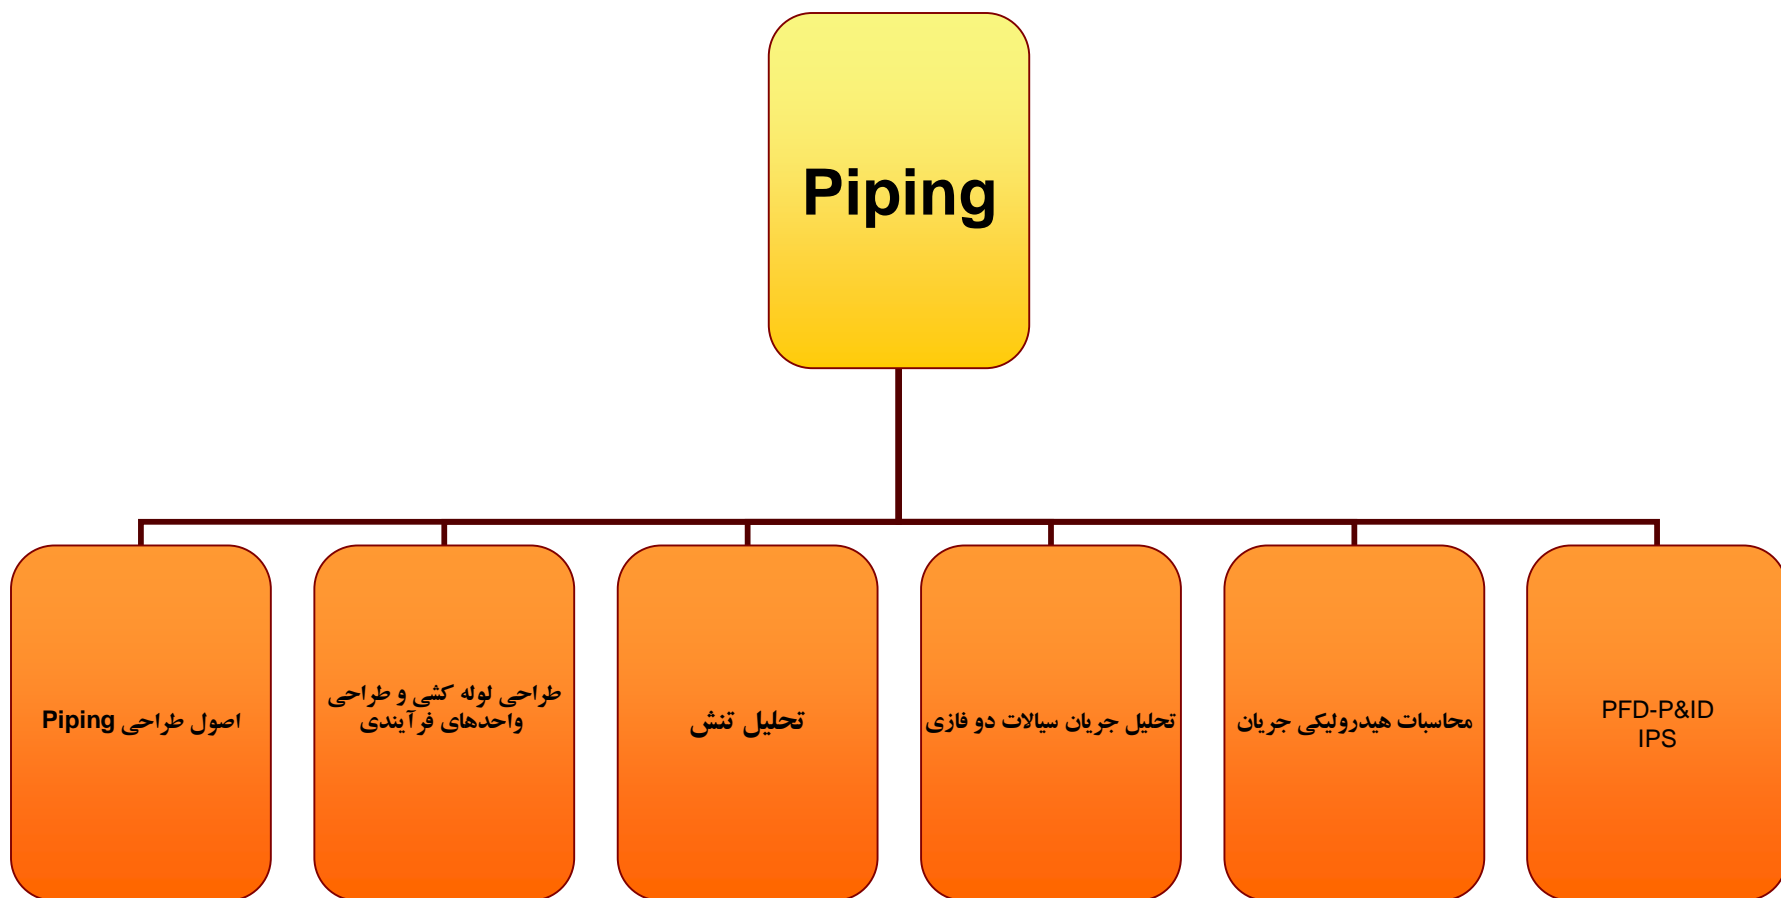 Piping
اصول طراحی Piping
طراحی لوله کشی و طراحی
واحدهای فرآیندی
تحلیل تنش
تحلیل جریان سیالات دو فازی
محاسبات هیدرولیکی جریان
PFD-P&ID
IPS